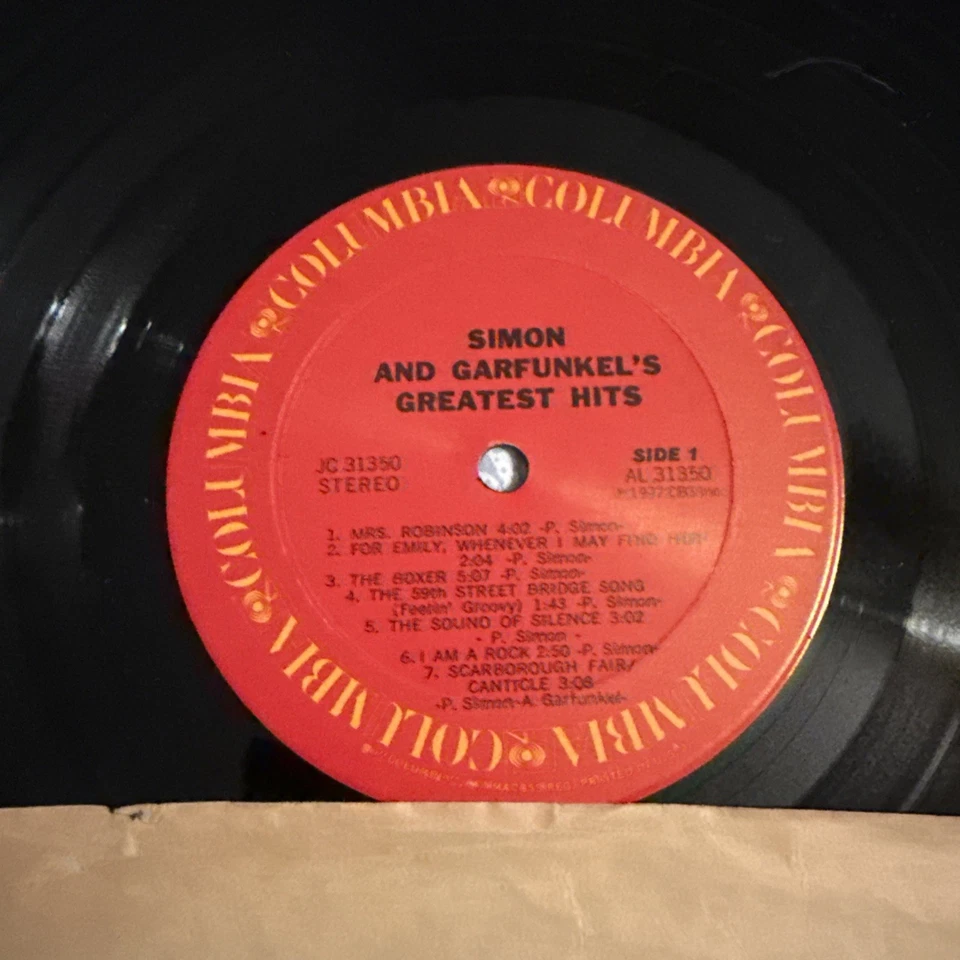 COLUMBIA COLUMBIA COLUMBIA COLUMBIA COLUMBIA COLUMBIA
SIMON
AND GARFUNKEL'S
GREATEST HITS
JC 31350
STEREO
SIDE 1
AL 31350
1. MRS. ROBINSON 4:02 -P. Simon-
2. FOR EMILY, WHENEVER I MAY FIND HER
2:04 -P. Simon-
3. THE BOXER 5:07 -P. Simon-
4. THE 59th STREET BRIDGE SONG
(Feelin' Groovy) 1:43 -P. Simon-
5. THE SOUND OF SILENCE 3:02
- P. Simon -
6. I AM A ROCK 2:50 -P. Simon-
7. SCARBOROUGH FAIR/
CANTICLE 3:08
-P. Simon-A. Garfunkel-